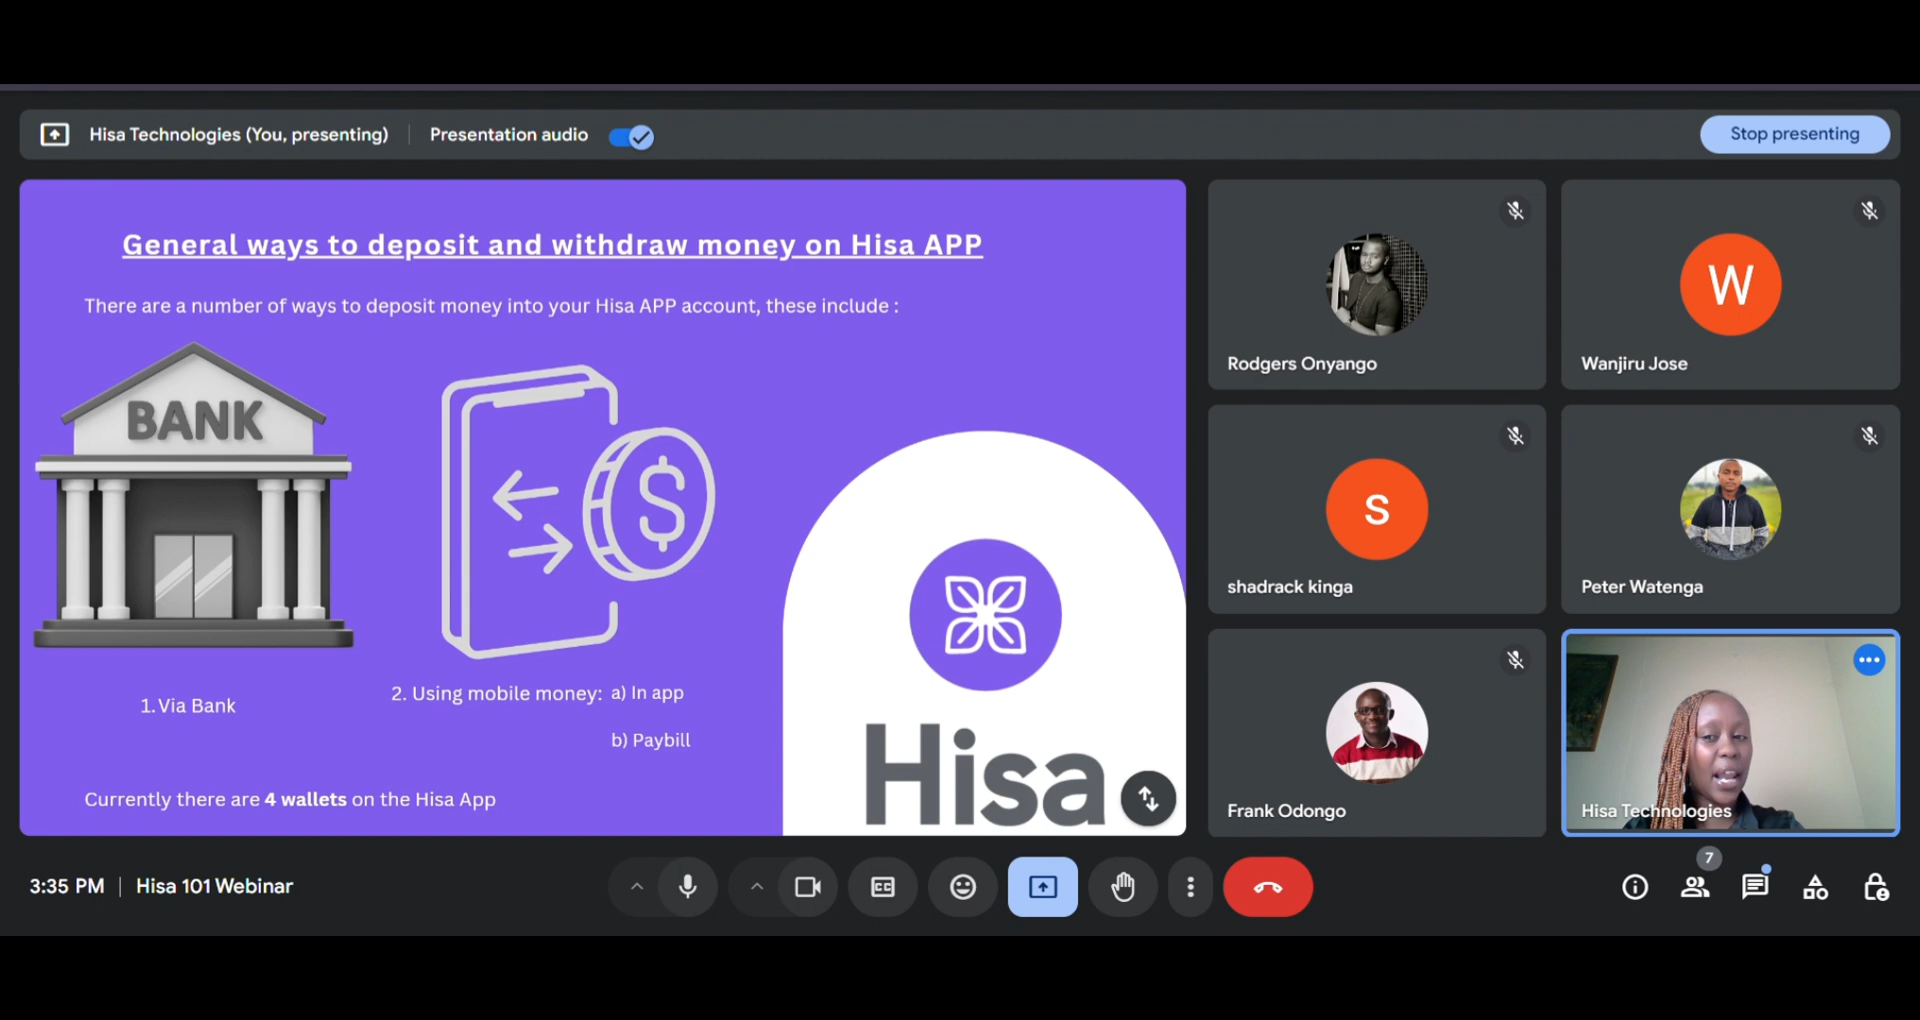 Hisa Technologies (You, presenting)
Presentation audio
Stop presenting
General ways to deposit and withdraw money on Hisa APP
There are a number of ways to deposit money into your Hisa APP account, these include :
BANK
$
1. Via Bank
2. Using mobile money: a) In app
b) Paybill
Currently there are 4 wallets on the Hisa App
Hisa
Rodgers Onyango
W
Wanjiru Jose
S
shadrack kinga
Peter Watenga
Frank Odongo
Hisa Technologies
3:35 PM | Hisa 101 Webinar
CC
7